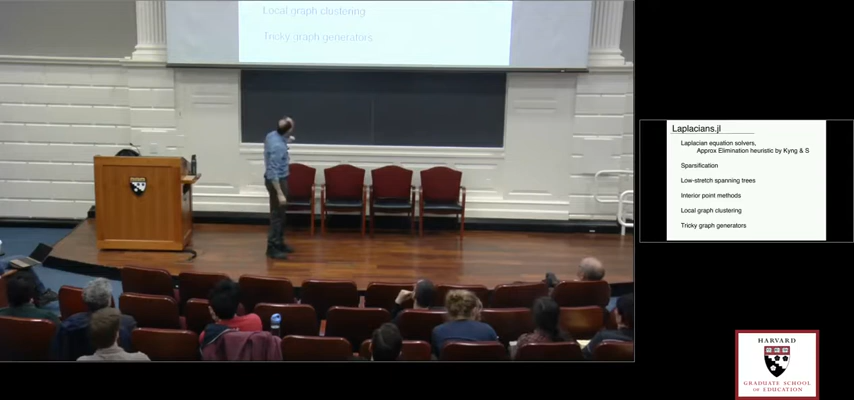 Local graph clustering
Tricky graph generators
Laplacians.jl
Laplacian equation solvers,
Approx Elimination heuristic by Kyng & S
Sparsification
Low-stretch spanning trees
Interior point methods
Local graph clustering
Tricky graph generators
HARVARD
GRADUATE SCHOOL
OF EDUCATION